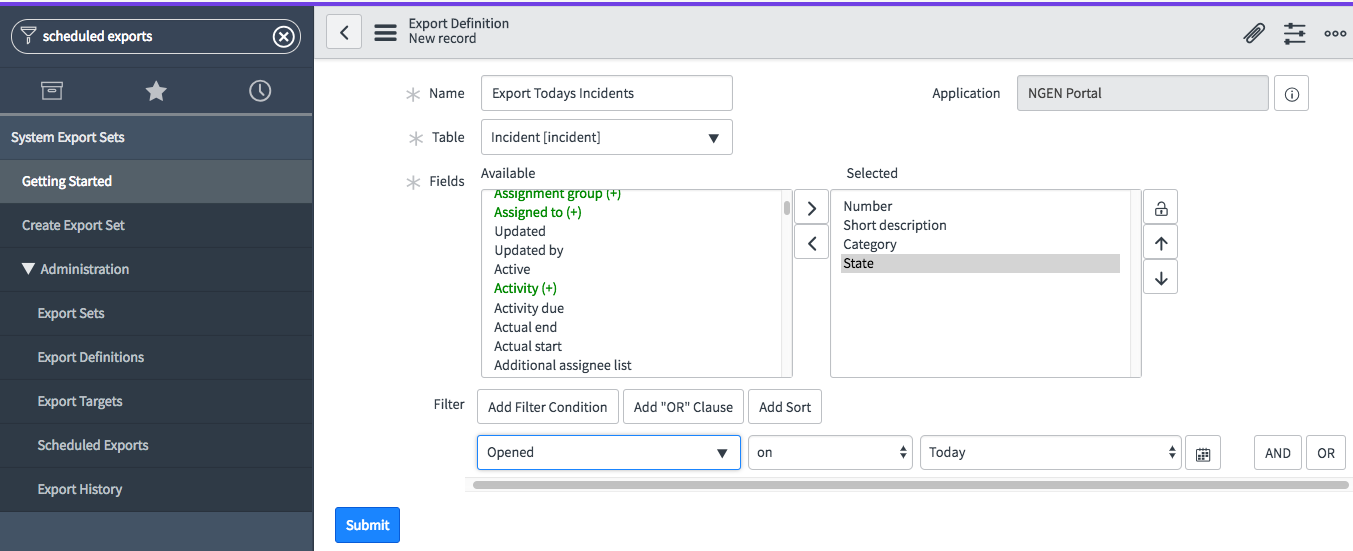 scheduled exports
System Export Sets
Getting Started
Create Export Set
Administration
Export Sets
Export Definitions
Export Targets
Scheduled Exports
Export History
Export Definition
New record
Name Export Todays Incidents Application NGEN Portal
Table Incident [incident]
Fields
Available
Assignment group (+)
Assigned to (+)
Updated
Updated by
Active
Activity (+)
Activity due
Actual end
Actual start
Additional assignee list
Selected
Number
Short description
Category
State
Filter Add Filter Condition Add "OR" Clause Add Sort
Opened on Today AND OR
Submit